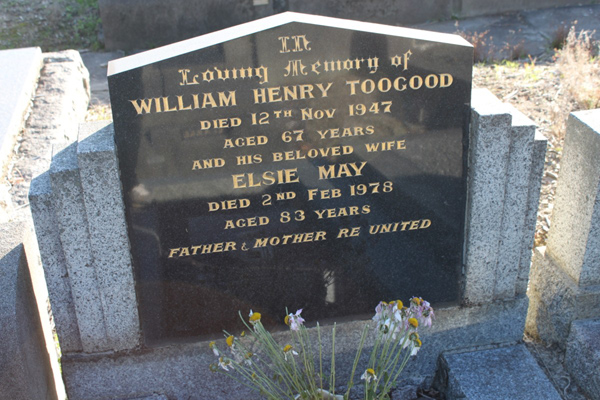 In
Loving Memory of
WILLIAM HENRY TOOGOOD
DIED 12TH NOV 1947
AGED 67 YEARS
AND HIS BELOVED WIFE
ELSIE MAY
DIED 2ND FEB 1978
AGED 83 YEARS
FATHER & MOTHER RE UNITED